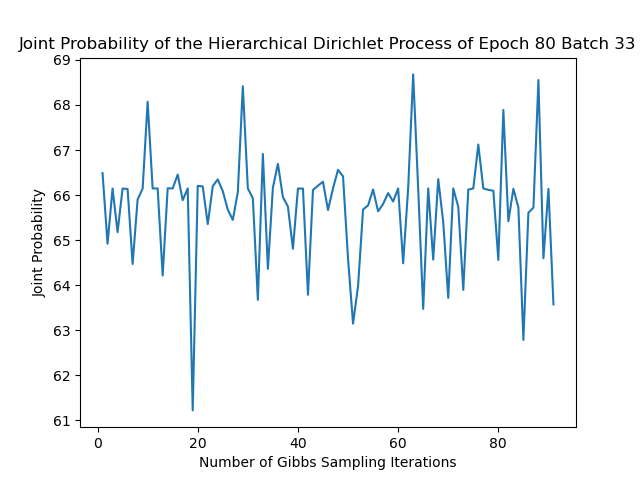 Joint Probability of the Hierarchical Dirichlet Process of Epoch 80 Batch 33
69
68
67
66
65
64
63
62
61
Joint Probability
0 20 40 60 80
Number of Gibbs Sampling Iterations